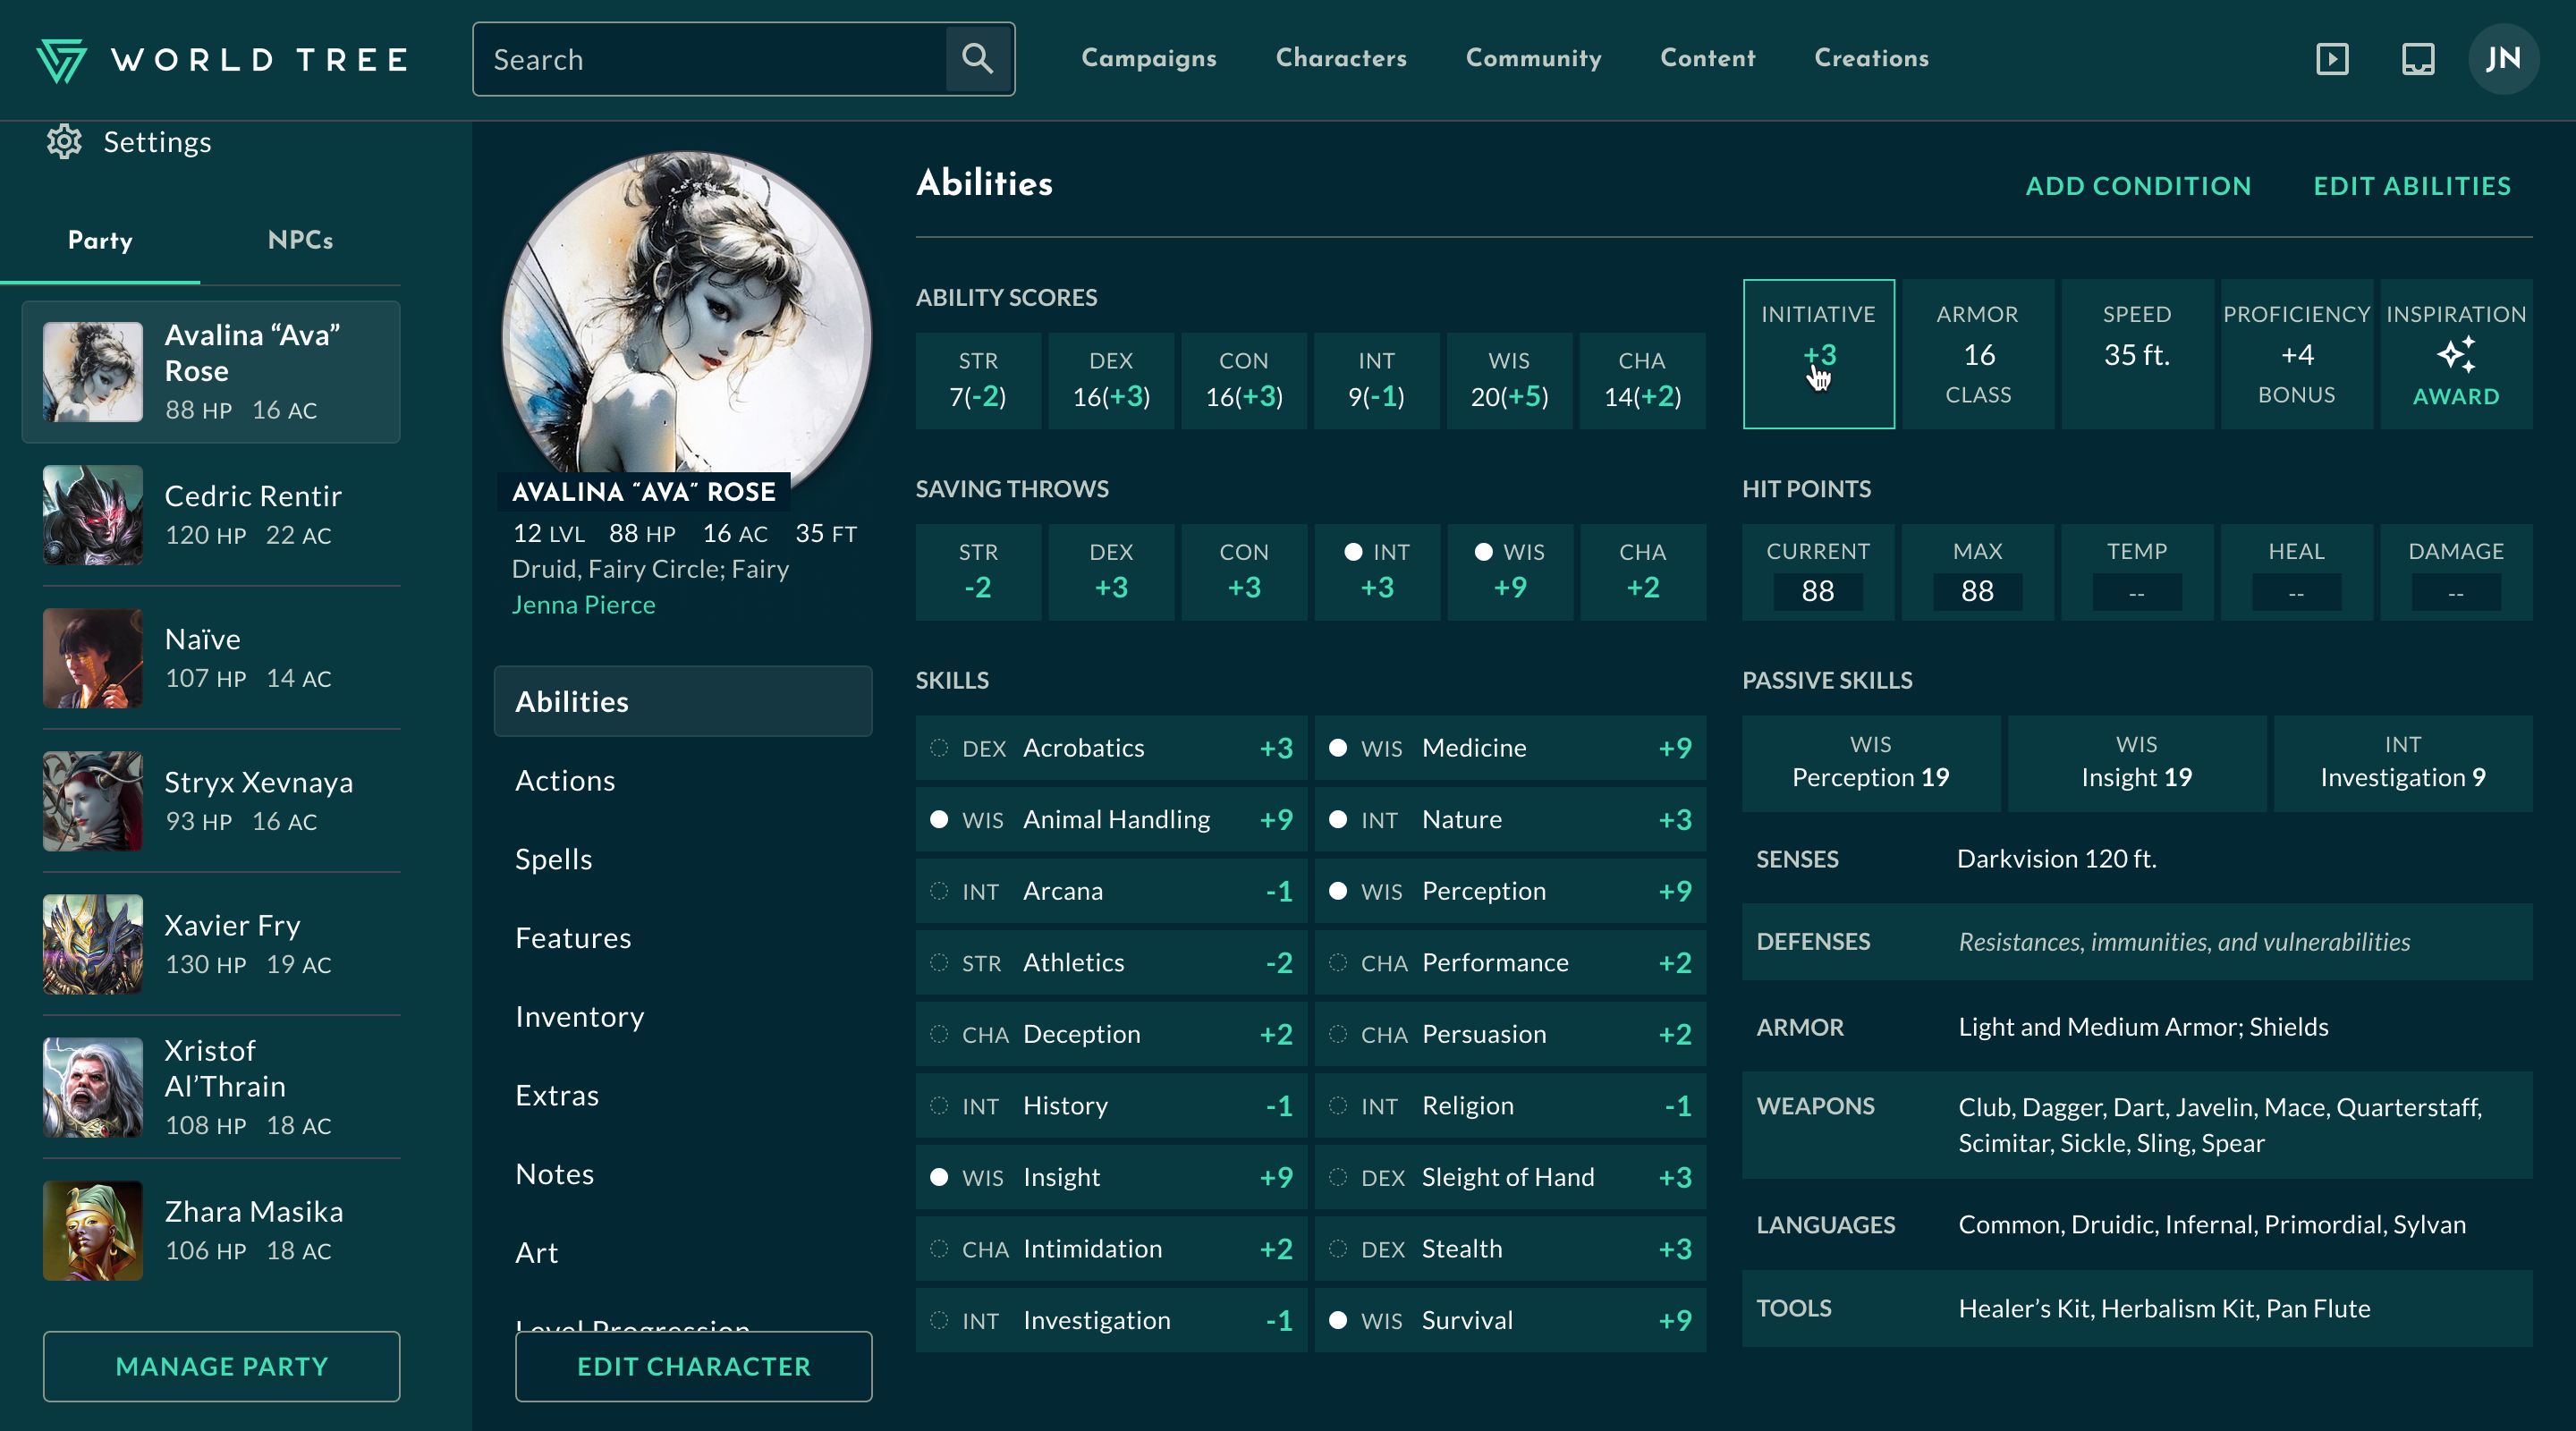 WORLD TREE
Search
Campaigns
Characters
Community
Content
Creations
JN
Settings
Party
NPCs
Avalina “Ava”
Rose
88 HP 16 AC
Cedric Rentir
120 HP 22 AC
Naïve
107 HP 14 AC
Stryx Xevnaya
93 HP 16 AC
Xavier Fry
130 HP 19 AC
Xristof
Al’Thrain
108 HP 18 AC
Zhara Masika
106 HP 18 AC
MANAGE PARTY
AVALINA “AVA” ROSE
12 LVL 88 HP 16 AC 35 FT
Druid, Fairy Circle; Fairy
Jenna Pierce
Abilities
Actions
Spells
Features
Inventory
Extras
Notes
Art
Level Progression
EDIT CHARACTER
Abilities
ADD CONDITION
EDIT ABILITIES
ABILITY SCORES
STR
7(-2)
DEX
16(+3)
CON
16(+3)
INT
9(-1)
WIS
20(+5)
CHA
14(+2)
INITIATIVE
+3
ARMOR
16
CLASS
SPEED
35 ft.
PROFICIENCY
+4
BONUS
INSPIRATION
AWARD
SAVING THROWS
STR
-2
DEX
+3
CON
+3
INT
+3
WIS
+9
CHA
+2
HIT POINTS
CURRENT
88
MAX
88
TEMP
--
HEAL
--
DAMAGE
--
SKILLS
DEX Acrobatics +3
WIS Animal Handling +9
INT Arcana -1
STR Athletics -2
CHA Deception +2
INT History -1
WIS Insight +9
CHA Intimidation +2
INT Investigation -1
WIS Medicine +9
INT Nature +3
WIS Perception +9
CHA Performance +2
CHA Persuasion +2
INT Religion -1
DEX Sleight of Hand +3
DEX Stealth +3
WIS Survival +9
PASSIVE SKILLS
WIS
Perception 19
WIS
Insight 19
INT
Investigation 9
SENSES Darkvision 120 ft.
DEFENSES Resistances, immunities, and vulnerabilities
ARMOR Light and Medium Armor; Shields
WEAPONS Club, Dagger, Dart, Javelin, Mace, Quarterstaff,
Scimitar, Sickle, Sling, Spear
LANGUAGES Common, Druidic, Infernal, Primordial, Sylvan
TOOLS Healer’s Kit, Herbalism Kit, Pan Flute